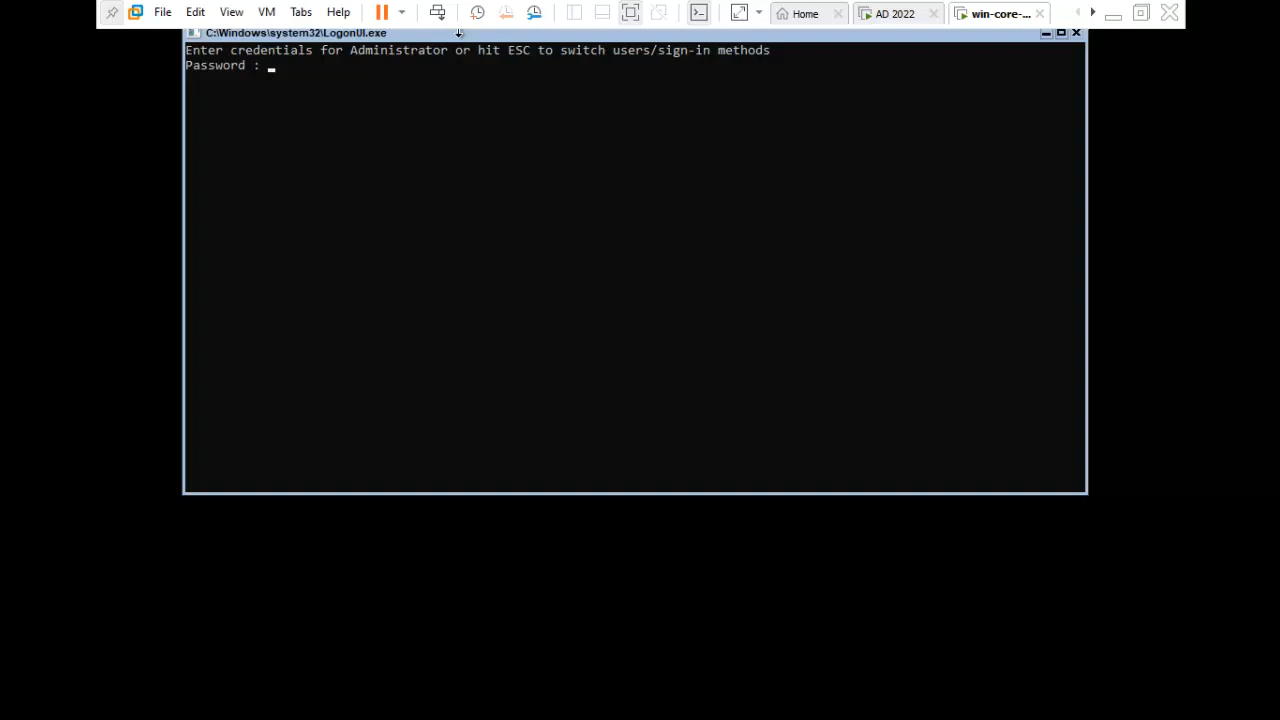 File Edit View VM Tabs Help Home AD 2022 win-core-...
C:\Windows\system32\LogonUI.exe
Enter credentials for Administrator or hit ESC to switch users/sign-in methods
Password :